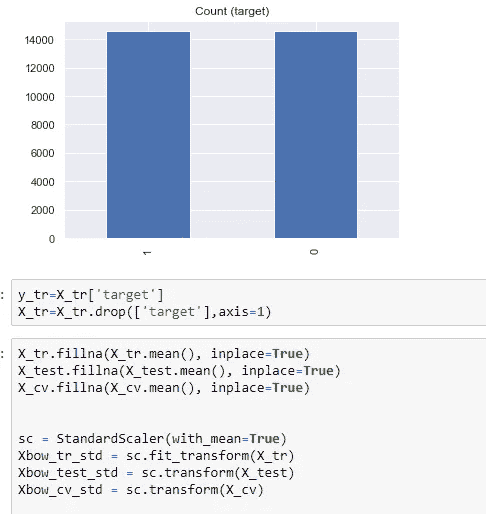 Count (target)
14000
12000
10000
8000
6000
4000
2000
0
1
0
: y_tr=X_tr['target']
X_tr=X_tr.drop(['target'],axis=1)
: X_tr.fillna(X_tr.mean(), inplace=True)
X_test.fillna(X_test.mean(), inplace=True)
X_cv.fillna(X_cv.mean(), inplace=True)
sc = StandardScaler(with_mean=True)
Xbow_tr_std = sc.fit_transform(X_tr)
Xbow_test_std = sc.transform(X_test)
Xbow_cv_std = sc.transform(X_cv)